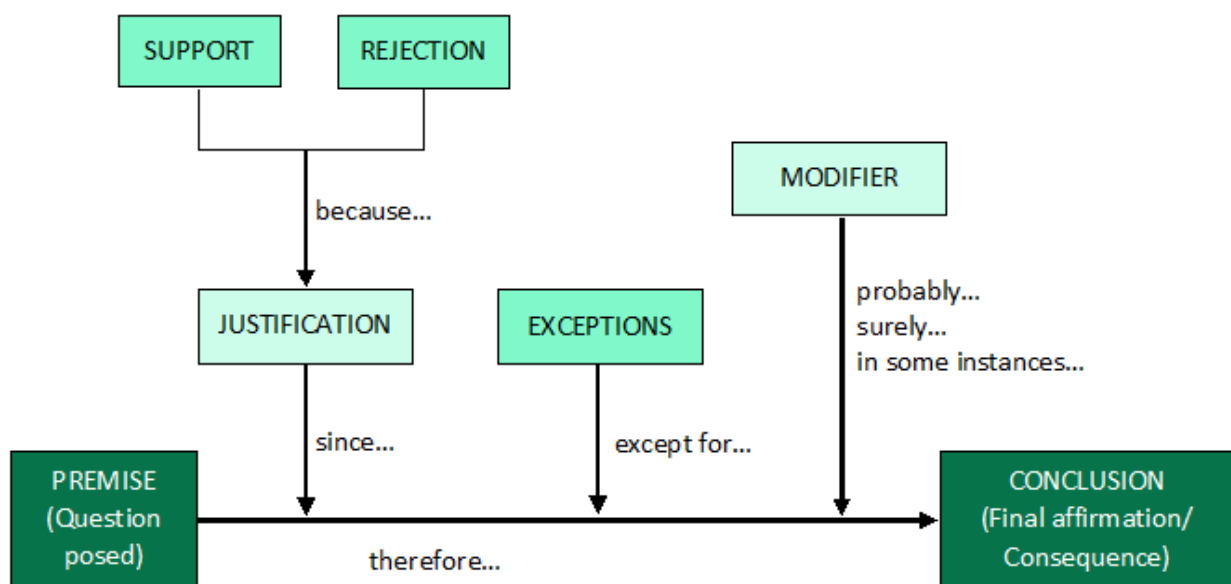 SUPPORT
REJECTION
MODIFIER
because...
probably...
surely...
in some instances...
JUSTIFICATION
EXCEPTIONS
since...
except for...
PREMISE
(Question
posed)
CONCLUSION
(Final affirmation/
Consequence)
therefore...